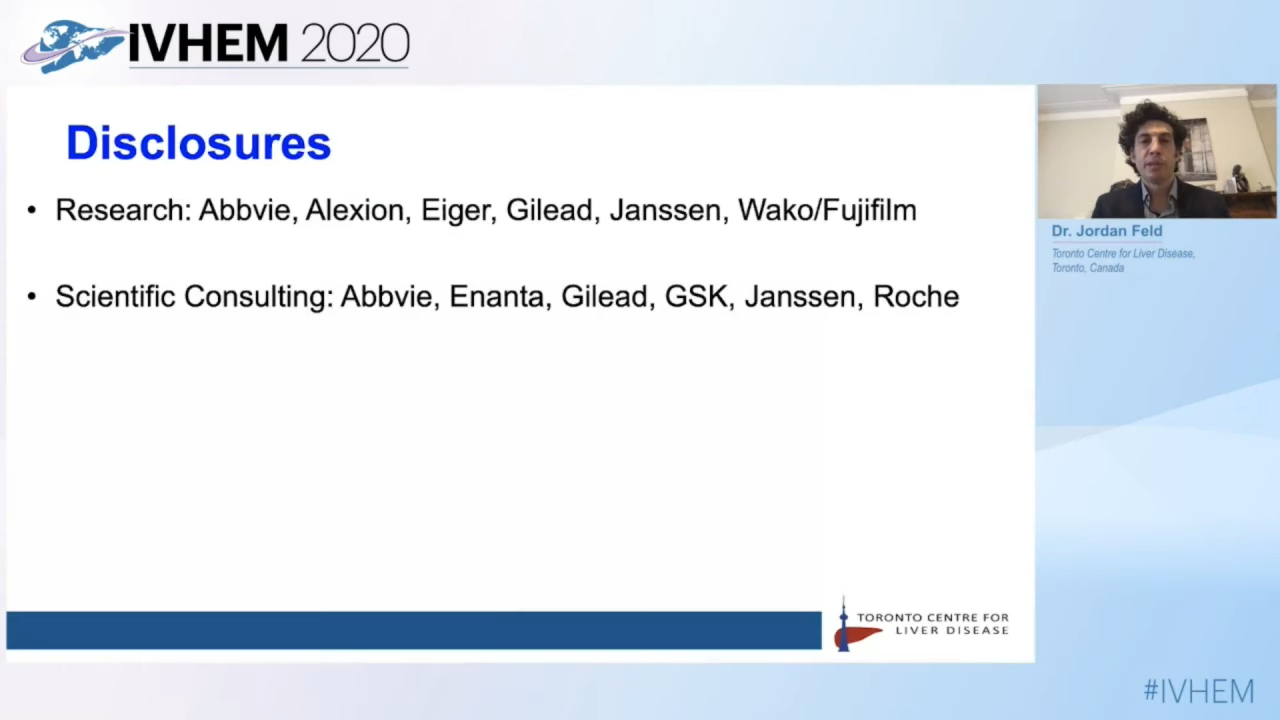 IVHEM 2020
Disclosures
• Research: Abbvie, Alexion, Eiger, Gilead, Janssen, Wako/Fujifilm
• Scientific Consulting: Abbvie, Enanta, Gilead, GSK, Janssen, Roche
Dr. Jordan Feld
Toronto Centre for Liver Disease,
Toronto, Canada
TORONTO CENTRE FOR
LIVER DISEASE
#IVHEM